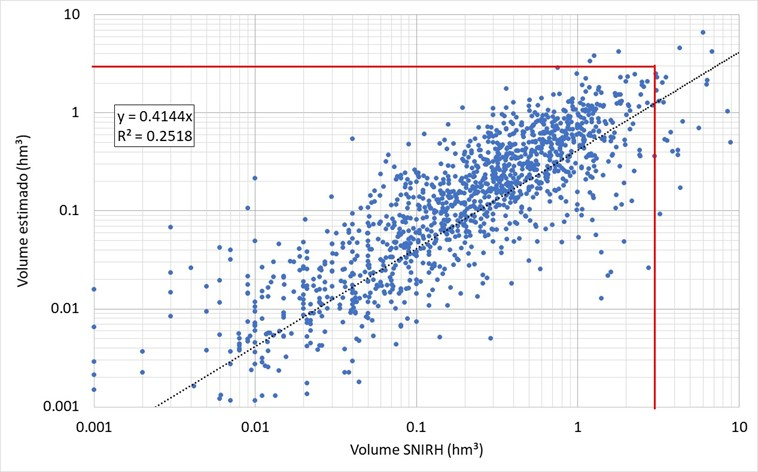 10
1
0.1
0.01
0.001
Volume estimado (hm³)
y = 0.4144x
R² = 0.2518
0.001 0.01 0.1 1 10
Volume SNIRH (hm³)